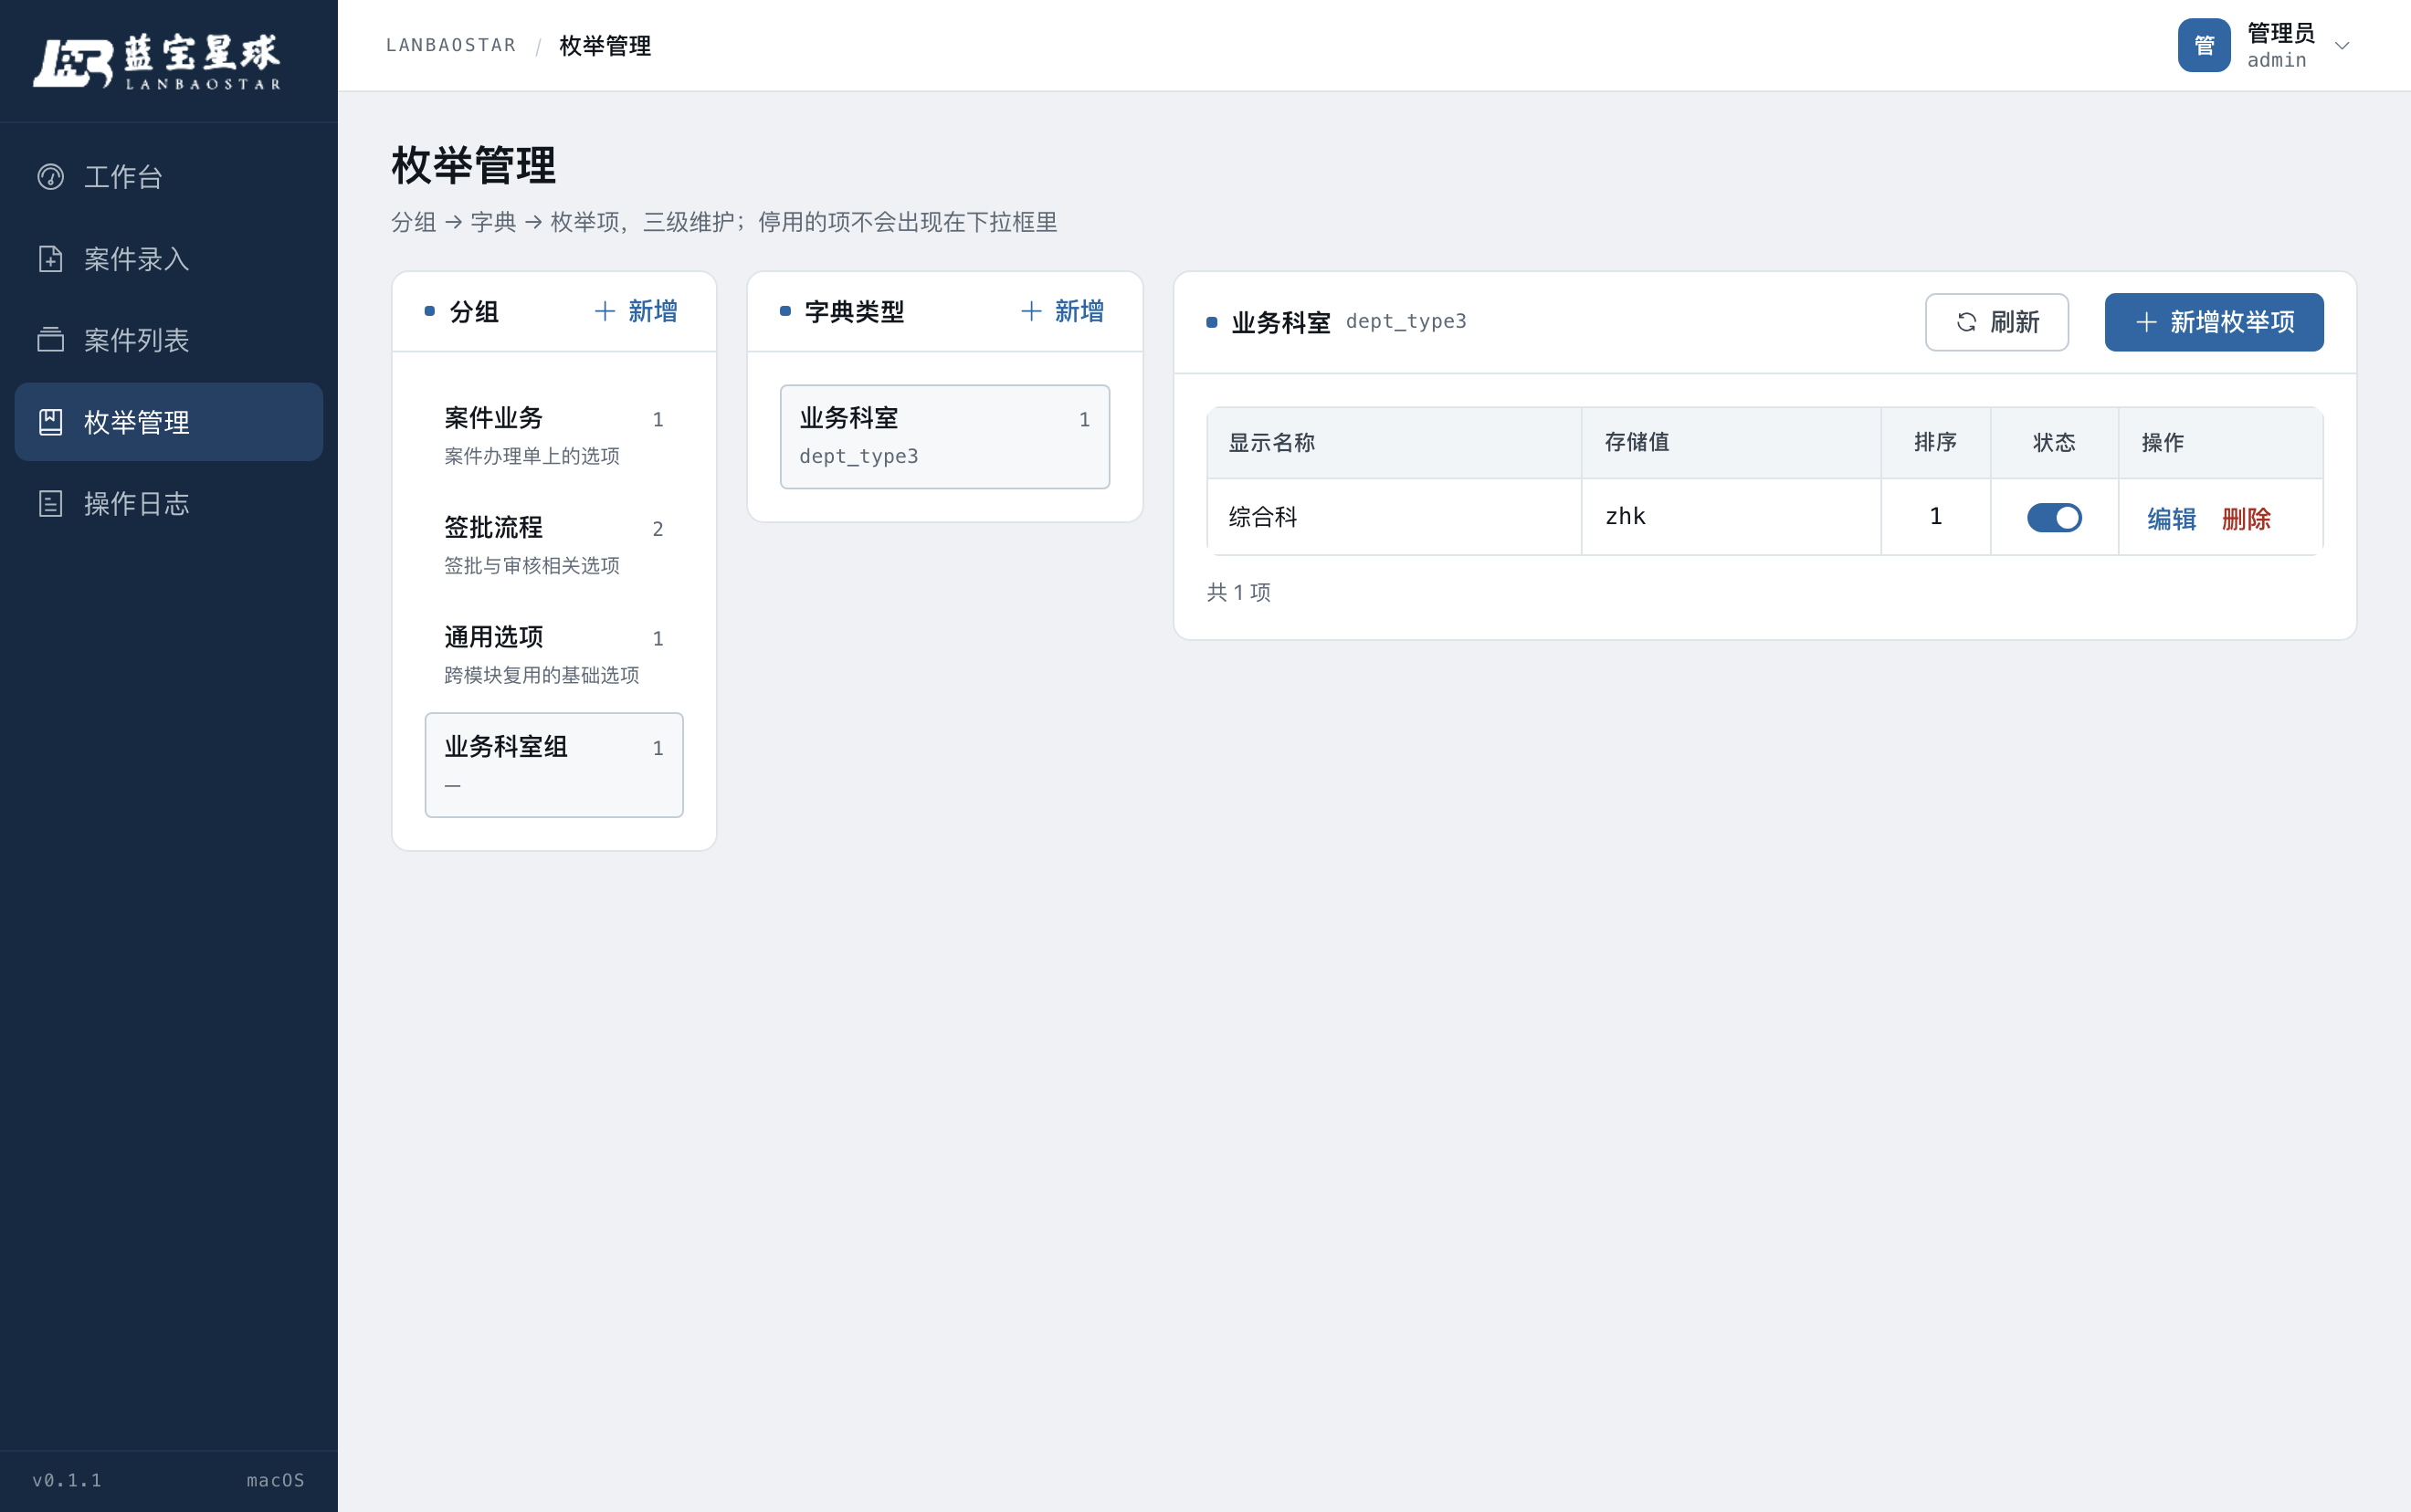 蓝宝星球
LANBAOSTAR
工作台
案件录入
案件列表
枚举管理
操作日志
v0.1.1 macOS
LANBAOSTAR / 枚举管理
管 管理员
admin
枚举管理
分组 → 字典 → 枚举项，三级维护；停用的项不会出现在下拉框里
分组 + 新增
案件业务 1
案件办理单上的选项
签批流程 2
签批与审核相关选项
通用选项 1
跨模块复用的基础选项
业务科室组 1
—
字典类型 + 新增
业务科室 1
dept_type3
业务科室 dept_type3 刷新 + 新增枚举项
显示名称 存储值 排序 状态 操作
综合科 zhk 1 编辑 删除
共 1 项